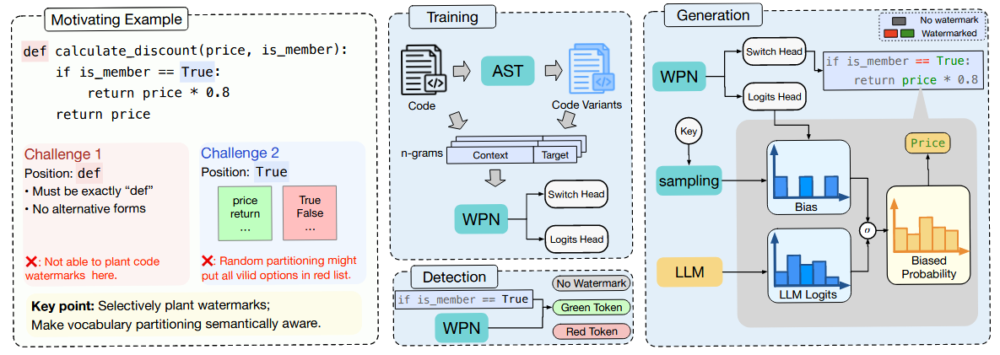 Motivating Example
def calculate_discount(price, is_member):
if is_member == True:
return price * 0.8
return price
Challenge 1
Position: def
• Must be exactly “def”
• No alternative forms
❌: Not able to plant code
watermarks here.
Challenge 2
Position: True
price
return
...
True
False
...
❌: Random partitioning might
put all vilid options in red list.
Key point: Selectively plant watermarks;
Make vocabulary partitioning semantically aware.
Training
Code
AST
Code Variants
n-grams
Context
Target
WPN
Switch Head
Logits Head
Detection
if is_member == True
WPN
No Watermark
Green Token
Red Token
Generation
No watermark
Watermarked
WPN
Switch Head
Logits Head
if is_member == True:
return price * 0.8
Key
sampling
Bias
Price
LLM
LLM Logits
σ
Biased
Probability